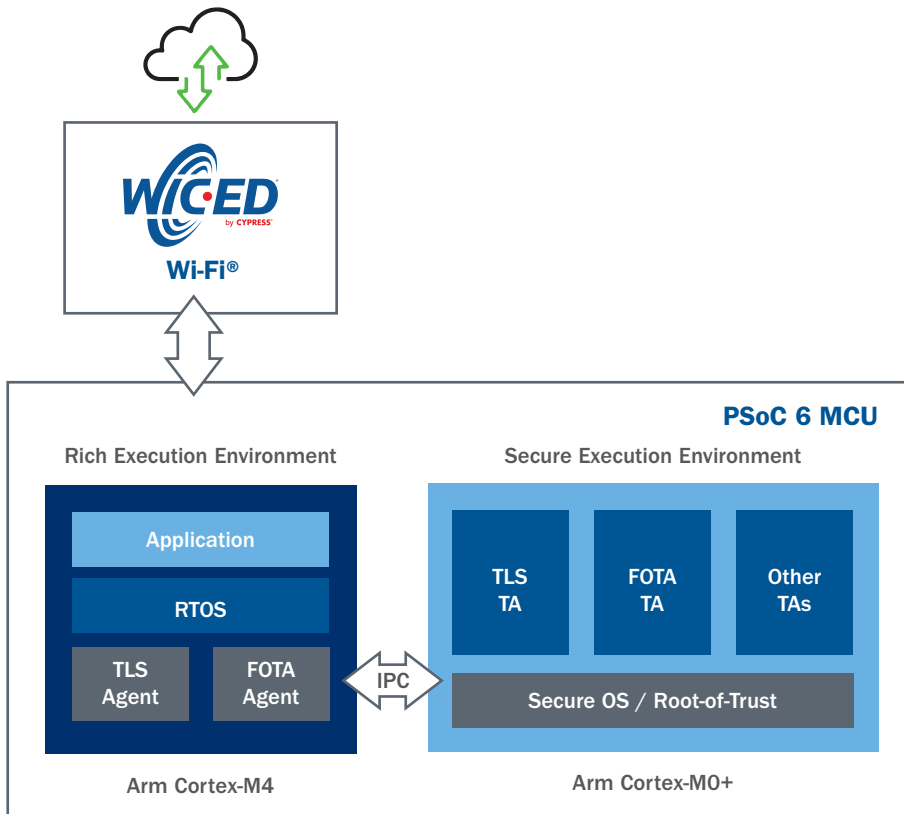 WICED®
by CYPRESS®
Wi-Fi®
PSoC 6 MCU
Rich Execution Environment
Secure Execution Environment
Application
RTOS
TLS
Agent
FOTA
Agent
IPC
TLS
TA
FOTA
TA
Other
TAs
Secure OS / Root-of-Trust
Arm Cortex-M4
Arm Cortex-M0+